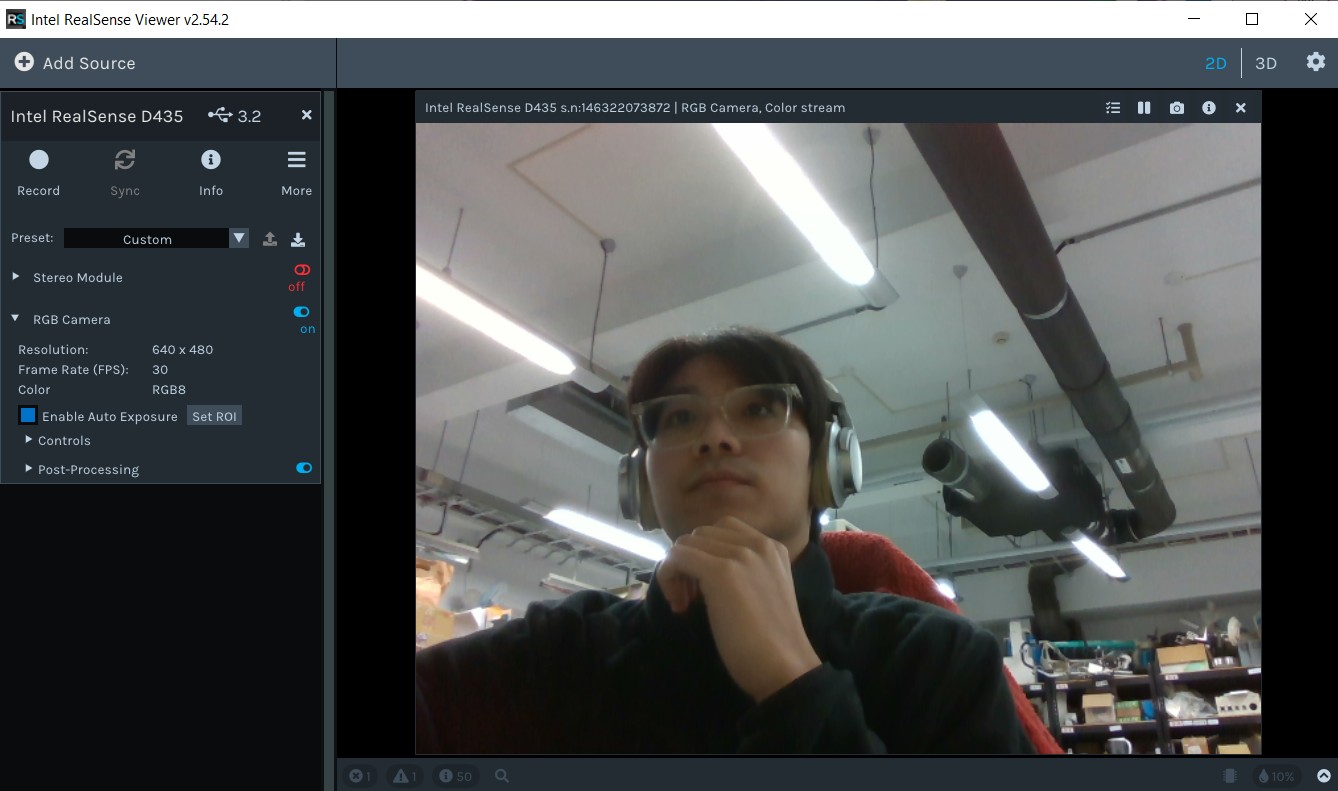 RS Intel RealSense Viewer v2.54.2
Add Source
2D 3D
Intel RealSense D435 3.2
Record Sync Info More
Preset: Custom
Stereo Module
off
RGB Camera
on
Resolution: 640 x 480
Frame Rate (FPS): 30
Color RGB8
Enable Auto Exposure Set ROI
Controls
Post-Processing
Intel RealSense D435 s.n:146322073872 | RGB Camera, Color stream
1 1 50 10%